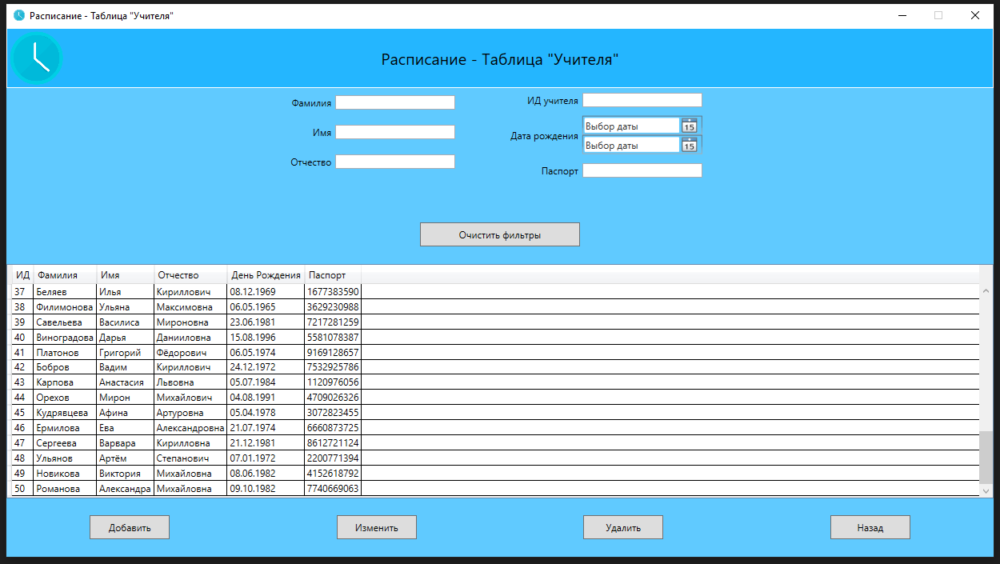 Расписание - Таблица "Учителя"
Расписание - Таблица "Учителя"
Фамилия
Имя
Отчество
ИД учителя
Дата рождения
Выбор даты 15
Выбор даты 15
Паспорт
Очистить фильтры
ИД Фамилия Имя Отчество День Рождения Паспорт
37 Беляев Илья Кириллович 08.12.1969 1677383590
38 Филимонова Ульяна Максимовна 06.05.1965 3629230988
39 Савельева Василиса Мироновна 23.06.1981 7217281259
40 Виноградова Дарья Данииловна 15.08.1996 5581078387
41 Платонов Григорий Фёдорович 06.05.1974 9169128657
42 Бобров Вадим Кириллович 24.12.1972 7532925786
43 Карпова Анастасия Львовна 05.07.1984 1120976056
44 Орехов Мирон Михайлович 04.08.1991 4709026326
45 Кудрявцева Афина Артуровна 05.04.1978 3072823455
46 Ермилова Ева Александровна 21.07.1974 6660873725
47 Сергеева Варвара Кирилловна 21.12.1981 8612721124
48 Ульянов Артём Степанович 07.01.1972 2200771394
49 Новикова Виктория Михайловна 08.06.1982 4152618792
50 Романова Александра Михайловна 09.10.1982 7740669063
Добавить Изменить Удалить Назад